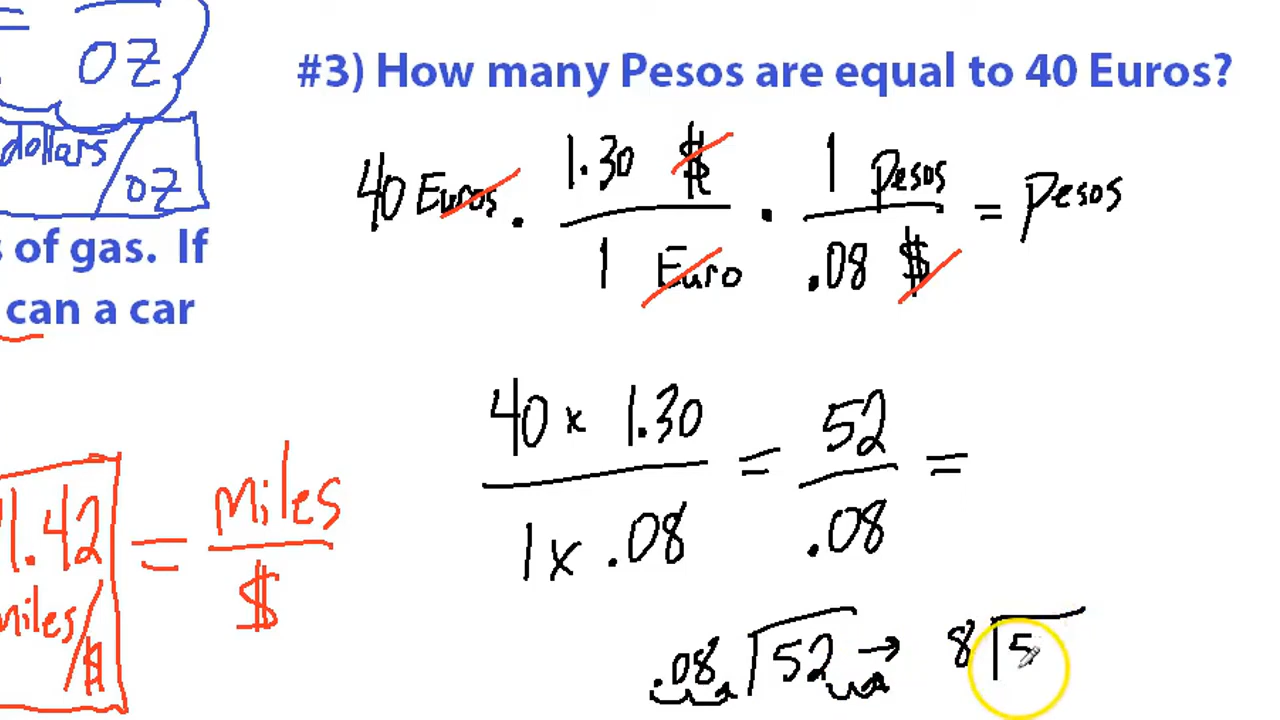 = oz
dollars / oz
s of gas. If
can a car
1.42 miles/$ = miles / $
#3) How many Pesos are equal to 40 Euros?
40 Euros · 1.30 $ / 1 Euro · 1 pesos / .08 $ = pesos
40 x 1.30 / 1 x .08 = 52 / .08 =
.08 52 → 8 5